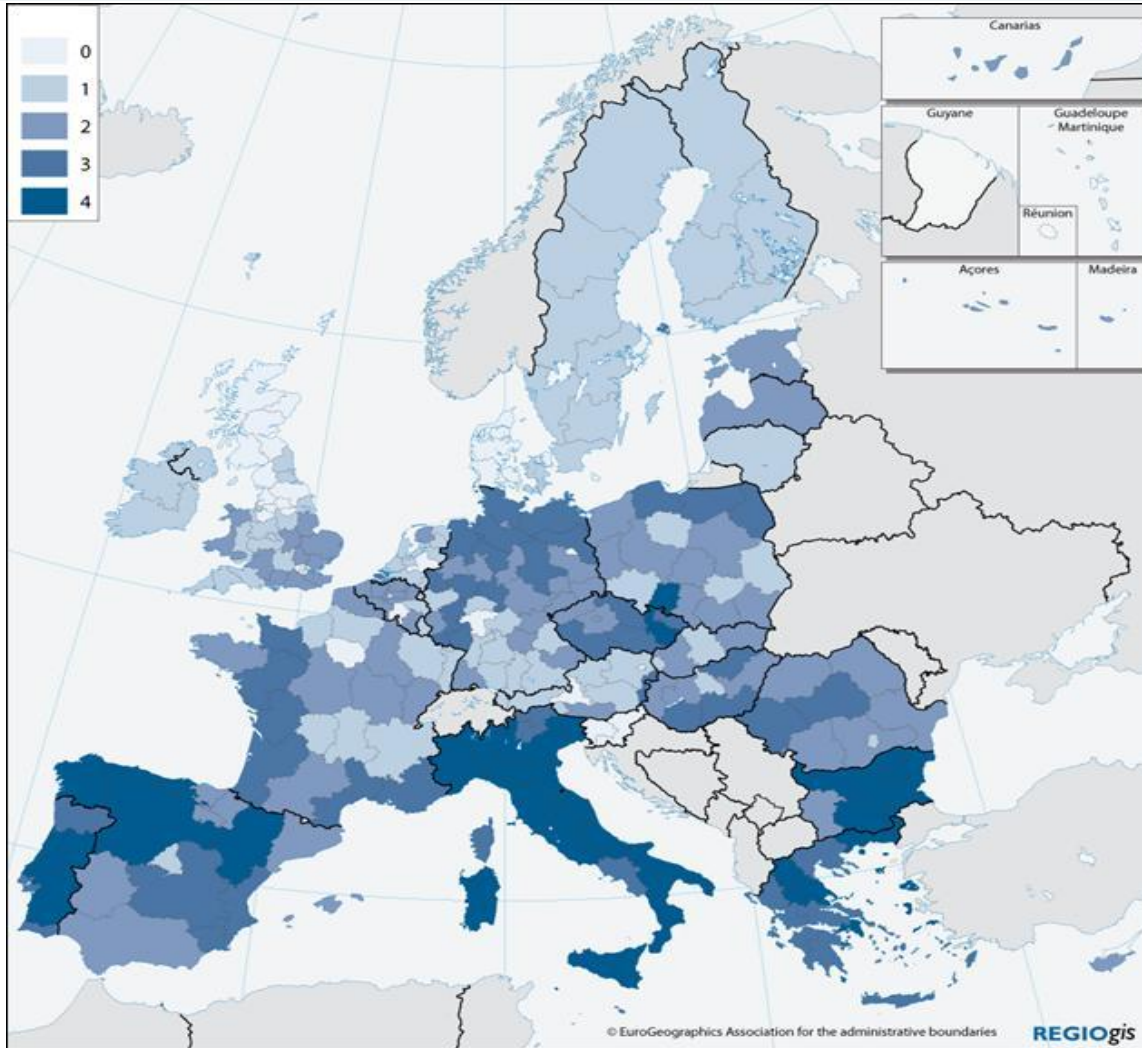 0
1
2
3
4
Canarias
Guyane
Guadeloupe
Martinique
Réunion
Açores
Madeira
© EuroGeographics Association for the administrative boundaries
REGIOgis